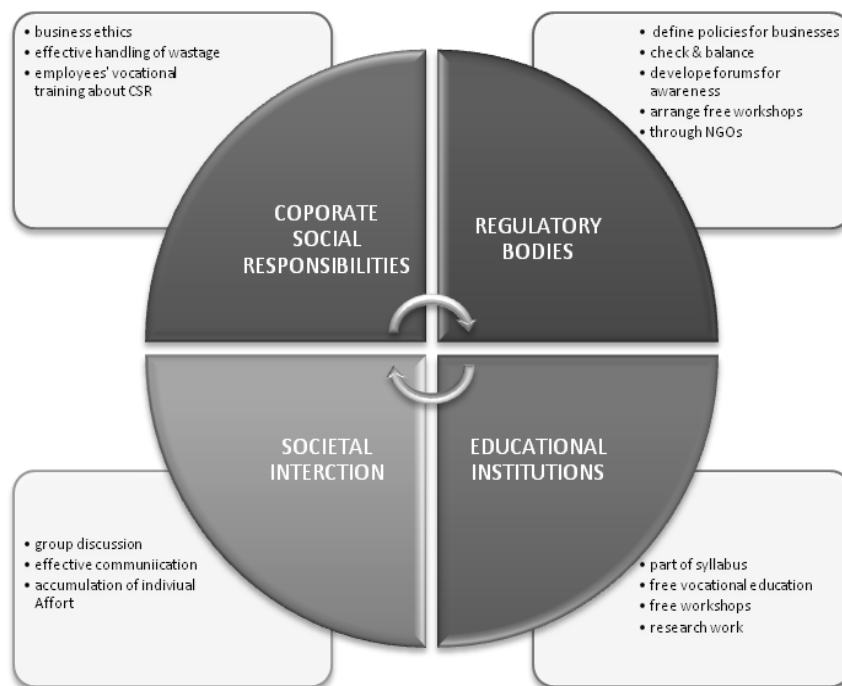 • business ethics
• effective handling of wastage
• employees' vocational
training about CSR
• define policies for businesses
• check & balance
• develope forums for
awareness
• arrange free workshops
• through NGOs
COPORATE
SOCIAL
RESPONSIBILITIES
REGULATORY
BODIES
SOCIETAL
INTERCTION
EDUCATIONAL
INSTITUTIONS
• group discussion
• effective communiication
• accumulation of indiviual
Affort
• part of syllabus
• free vocational education
• free workshops
• research work